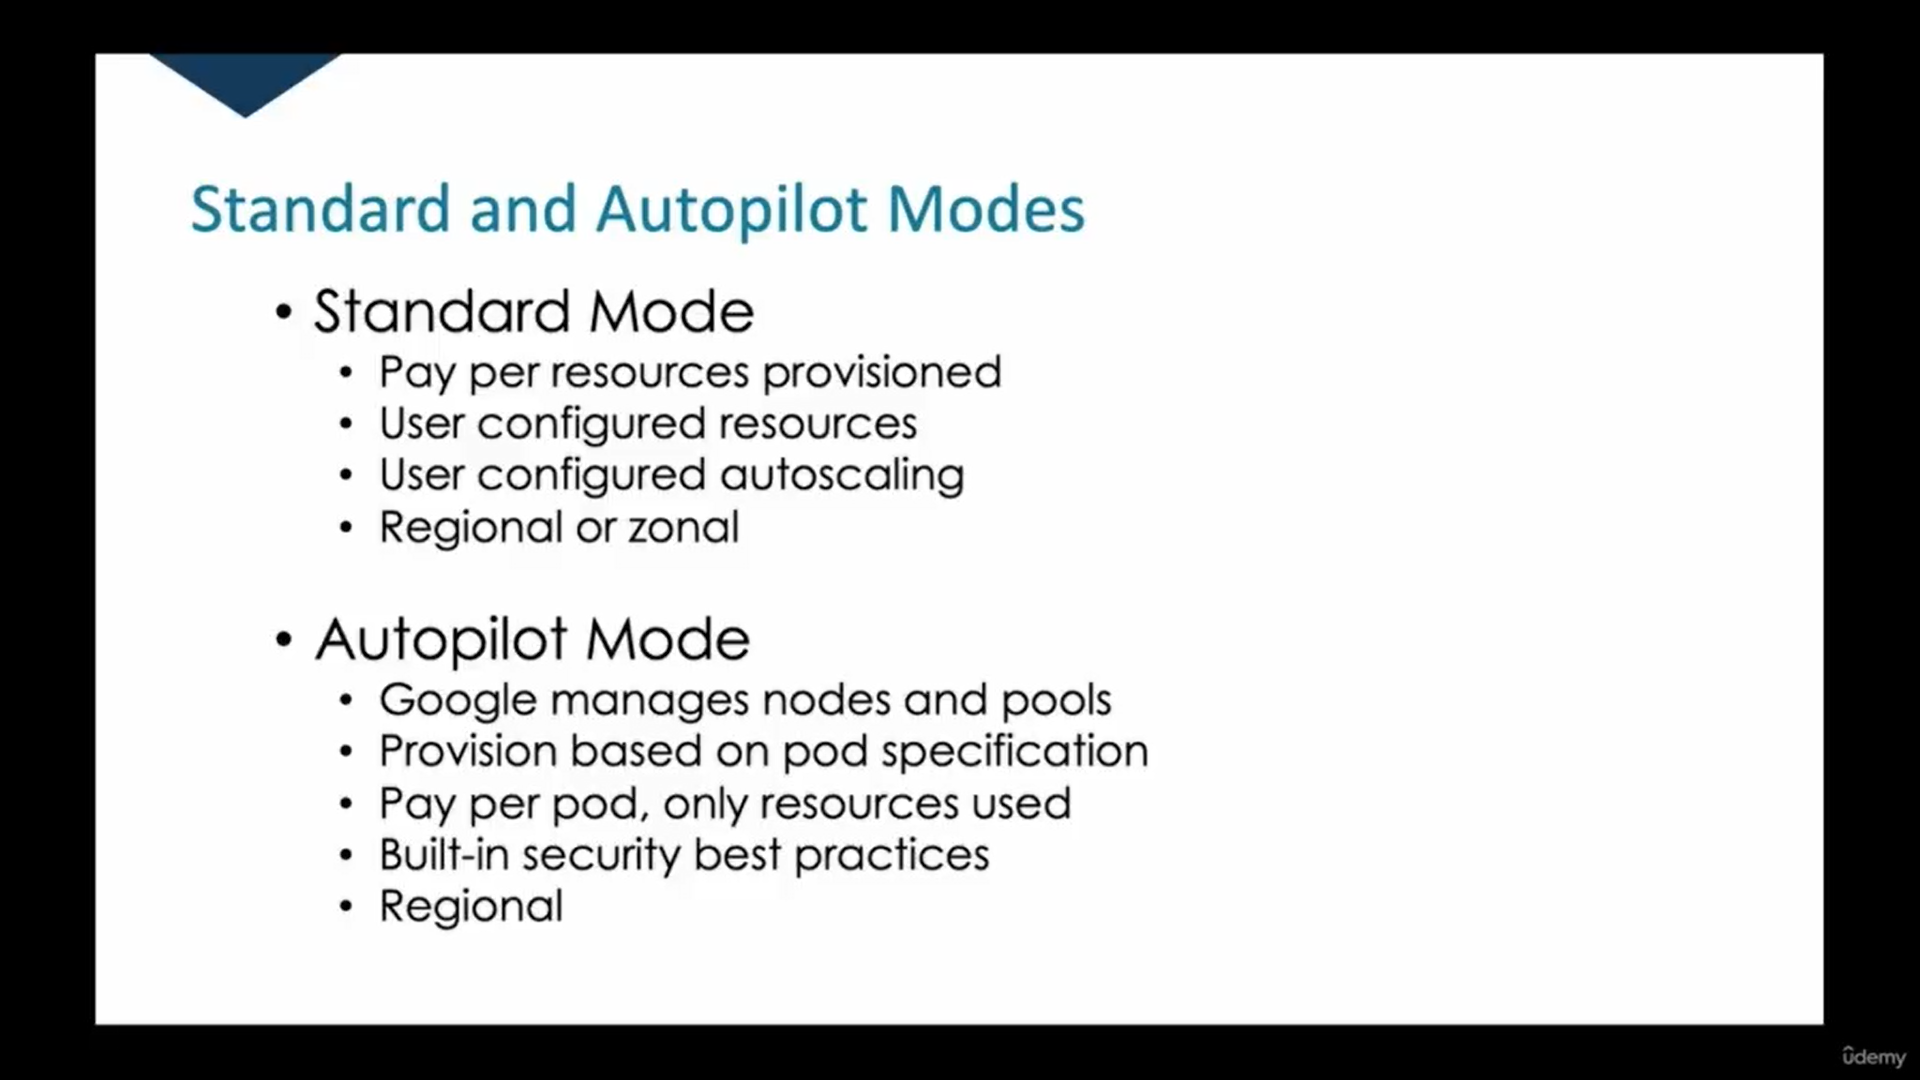 Standard and Autopilot Modes
• Standard Mode
• Pay per resources provisioned
• User configured resources
• User configured autoscaling
• Regional or zonal
• Autopilot Mode
• Google manages nodes and pools
• Provision based on pod specification
• Pay per pod, only resources used
• Built-in security best practices
• Regional
ûdemy